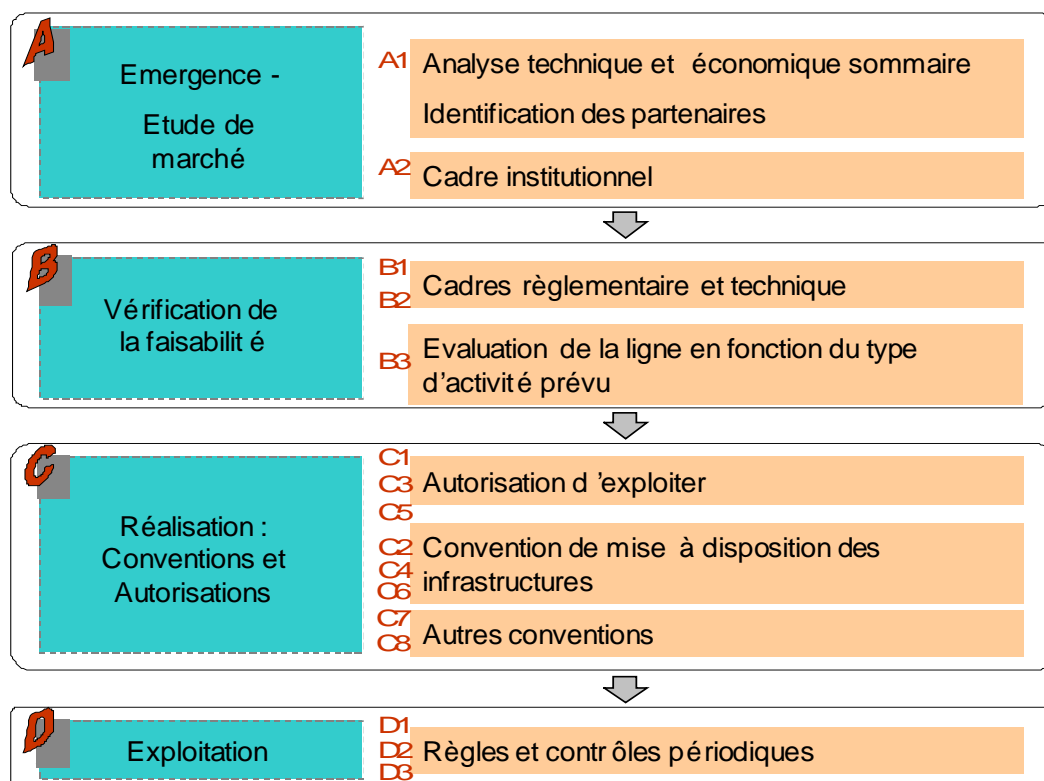 A
Emergence -
Etude de
marché
A1
Analyse technique et économique sommaire
Identification des partenaires
A2
Cadre institutionnel
B
Vérification de
la faisabilit é
B1
B2
Cadres règlementaire et technique
B3
Evaluation de la ligne en fonction du type
d'activité prévu
C
Réalisation :
Conventions et
Autorisations
C1
C3
C5
Autorisation d 'exploiter
C2
C4
C6
Convention de mise à disposition des
infrastructures
C7
C8
Autres conventions
D
Exploitation
D1
D2
D3
Règles et contr ôles périodiques